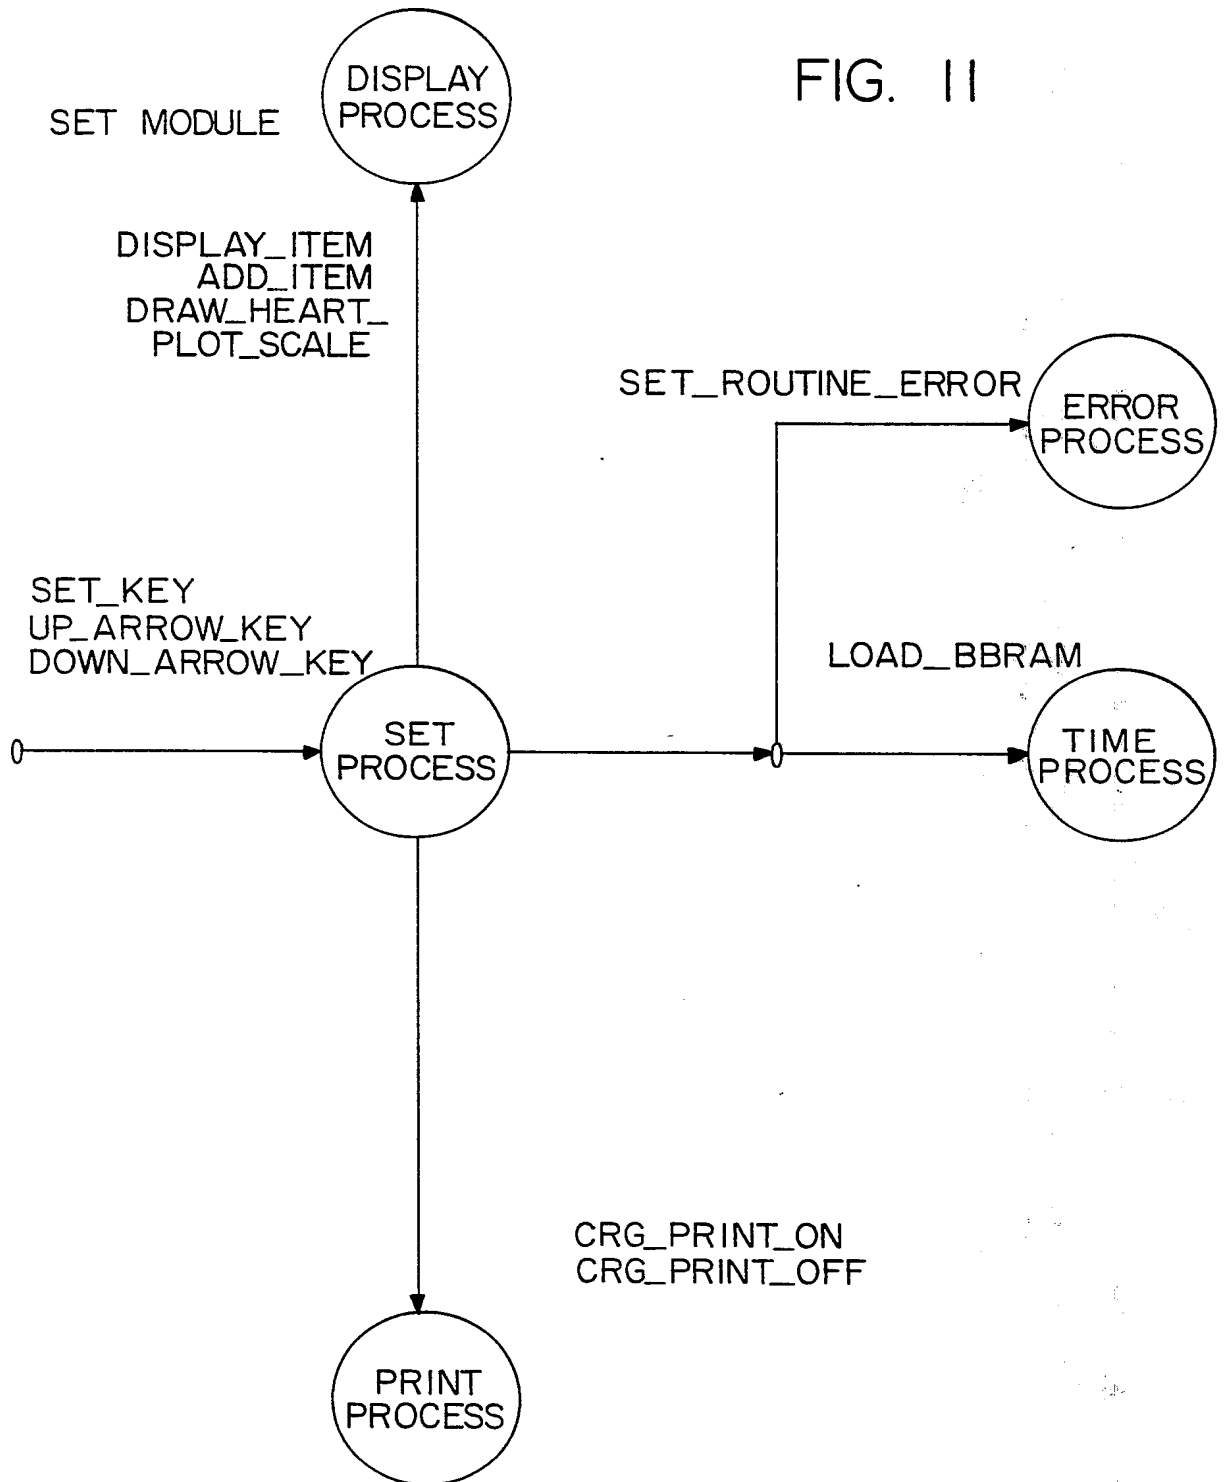 FIG. 11
SET MODULE
DISPLAY
PROCESS
DISPLAY_ITEM
ADD_ITEM
DRAW_HEART_
PLOT_SCALE
SET_ROUTINE_ERROR
ERROR
PROCESS
SET_KEY
UP_ARROW_KEY
DOWN_ARROW_KEY
LOAD_BBRAM
SET
PROCESS
TIME
PROCESS
CRG_PRINT_ON
CRG_PRINT_OFF
PRINT
PROCESS